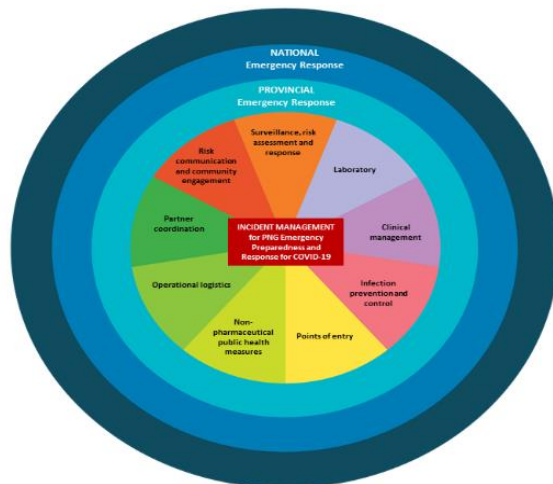 NATIONAL
Emergency Response
PROVINCIAL
Emergency Response
Surveillance, risk
assessment and
response
Risk
communication
and community
engagement
Laboratory
Partner
coordination
INCIDENT MANAGEMENT
for PNG Emergency
Preparedness and
Response for COVID-19
Clinical
management
Operational logistics
Infection
prevention and
control
Non-
pharmaceutical
public health
measures
Points of entry